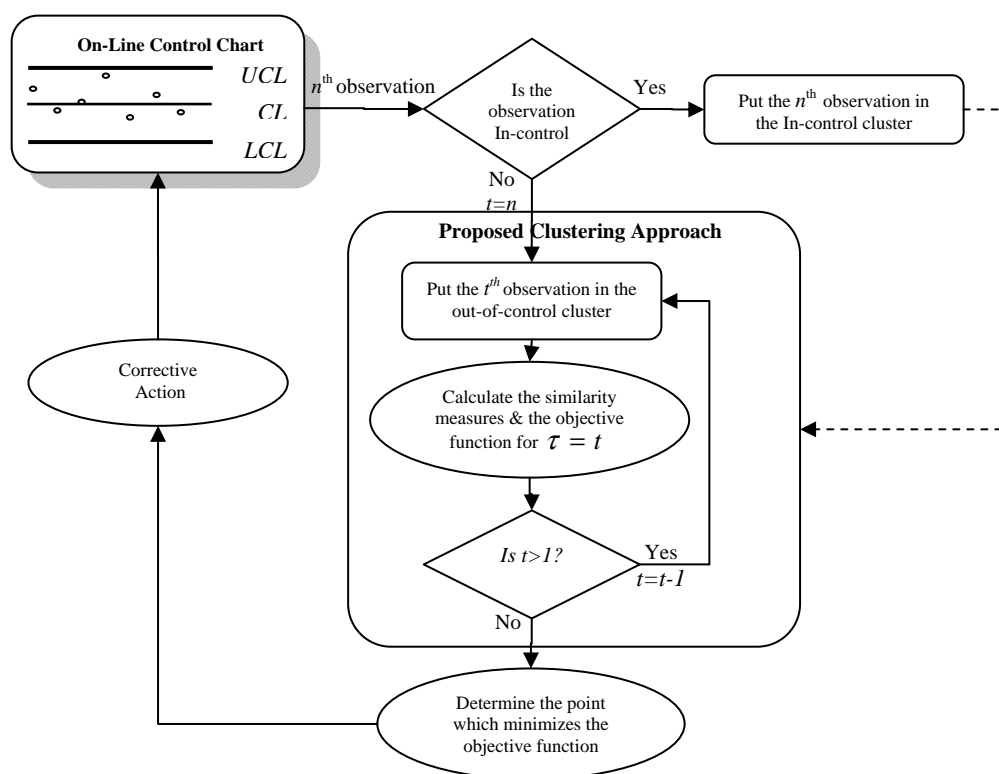 On-Line Control Chart
UCL
CL
LCL
n^th observation
Is the
observation
In-control
Yes
Put the n^th observation in
the In-control cluster
No
t=n
Proposed Clustering Approach
Put the t^th observation in the
out-of-control cluster
Calculate the similarity
measures & the objective
function for τ = t
Is t>1?
Yes
t=t-1
No
Determine the point
which minimizes the
objective function
Corrective
Action